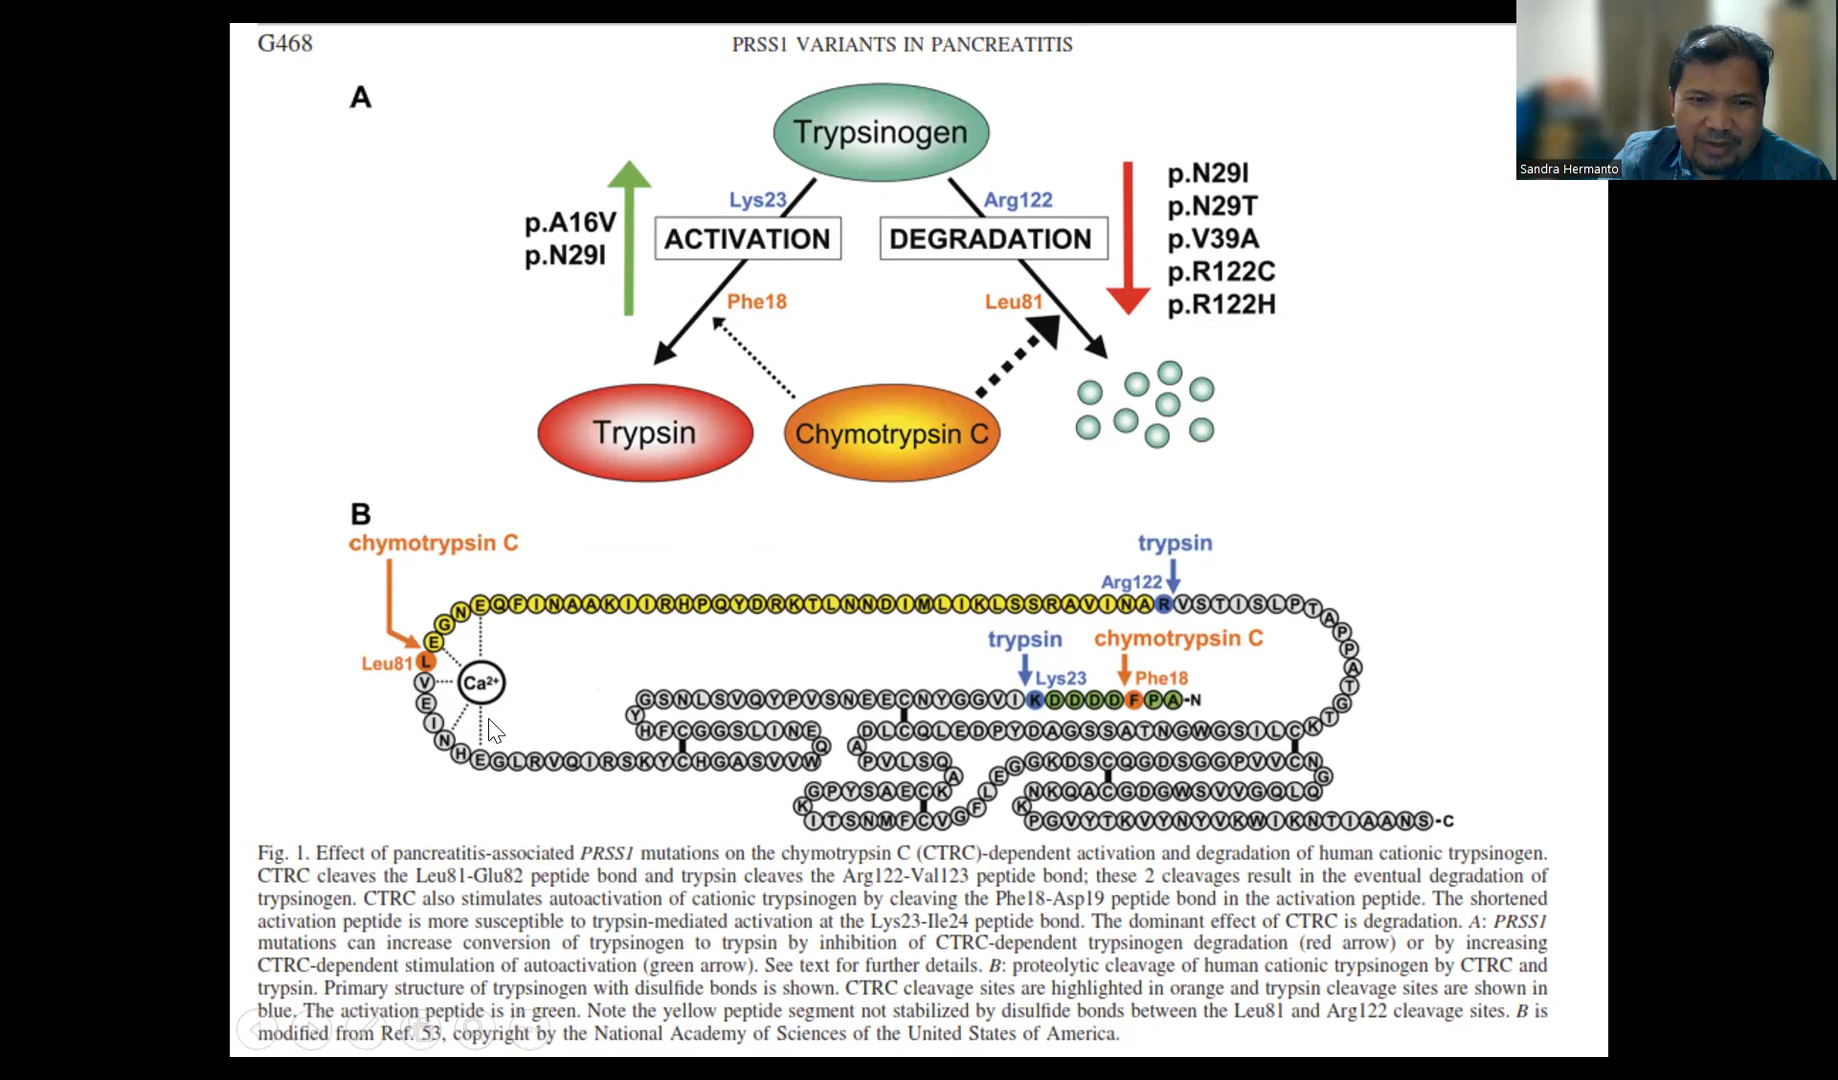 G468
PRSS1 VARIANTS IN PANCREATITIS
Sandra Hermanto
A
Trypsinogen
Lys23
Arg122
p.A16V
p.N29I
ACTIVATION
DEGRADATION
p.N29I
p.N29T
p.V39A
p.R122C
p.R122H
Phe18
Leu81
Trypsin
Chymotrypsin C
B
chymotrypsin C
trypsin
Arg122
NGEQFINAAKIIRHPQYDRKTLNNDIMLIKLSSRAVINARVSTISLPT
G
E
A
P
P
A
T
G
T
K
trypsin
chymotrypsin C
Leu81
L
V
E
I
N
H
Ca²⁺
Lys23
Phe18
GSNLSVQYPVSNEECNYGGVIKDDDDFPA-N
Y
HFCGGSLINE
Q
EGLRVQIRSKYCHGASVVW
DLCQLEDPYDAGSSATNGWGSILC
A
PVLSQ
A
GPYSAECK
K
ITSNMFCVGFLEGGKDSCQGDSGGPVVCN
G
NKQACGDGWSVVGQLQ
K
PGVYTKVYNYVKWIKNTIAANS-C
Fig. 1. Effect of pancreatitis-associated PRSS1 mutations on the chymotrypsin C (CTRC)-dependent activation and degradation of human cationic trypsinogen.
CTRC cleaves the Leu81-Glu82 peptide bond and trypsin cleaves the Arg122-Val123 peptide bond; these 2 cleavages result in the eventual degradation of
trypsinogen. CTRC also stimulates autoactivation of cationic trypsinogen by cleaving the Phe18-Asp19 peptide bond in the activation peptide. The shortened
activation peptide is more susceptible to trypsin-mediated activation at the Lys23-Ile24 peptide bond. The dominant effect of CTRC is degradation. A: PRSS1
mutations can increase conversion of trypsinogen to trypsin by inhibition of CTRC-dependent trypsinogen degradation (red arrow) or by increasing
CTRC-dependent stimulation of autoactivation (green arrow). See text for further details. B: proteolytic cleavage of human cationic trypsinogen by CTRC and
trypsin. Primary structure of trypsinogen with disulfide bonds is shown. CTRC cleavage sites are highlighted in orange and trypsin cleavage sites are shown in
blue. The activation peptide is in green. Note the yellow peptide segment not stabilized by disulfide bonds between the Leu81 and Arg122 cleavage sites. B is
modified from Ref. 53, copyright by the National Academy of Sciences of the United States of America.